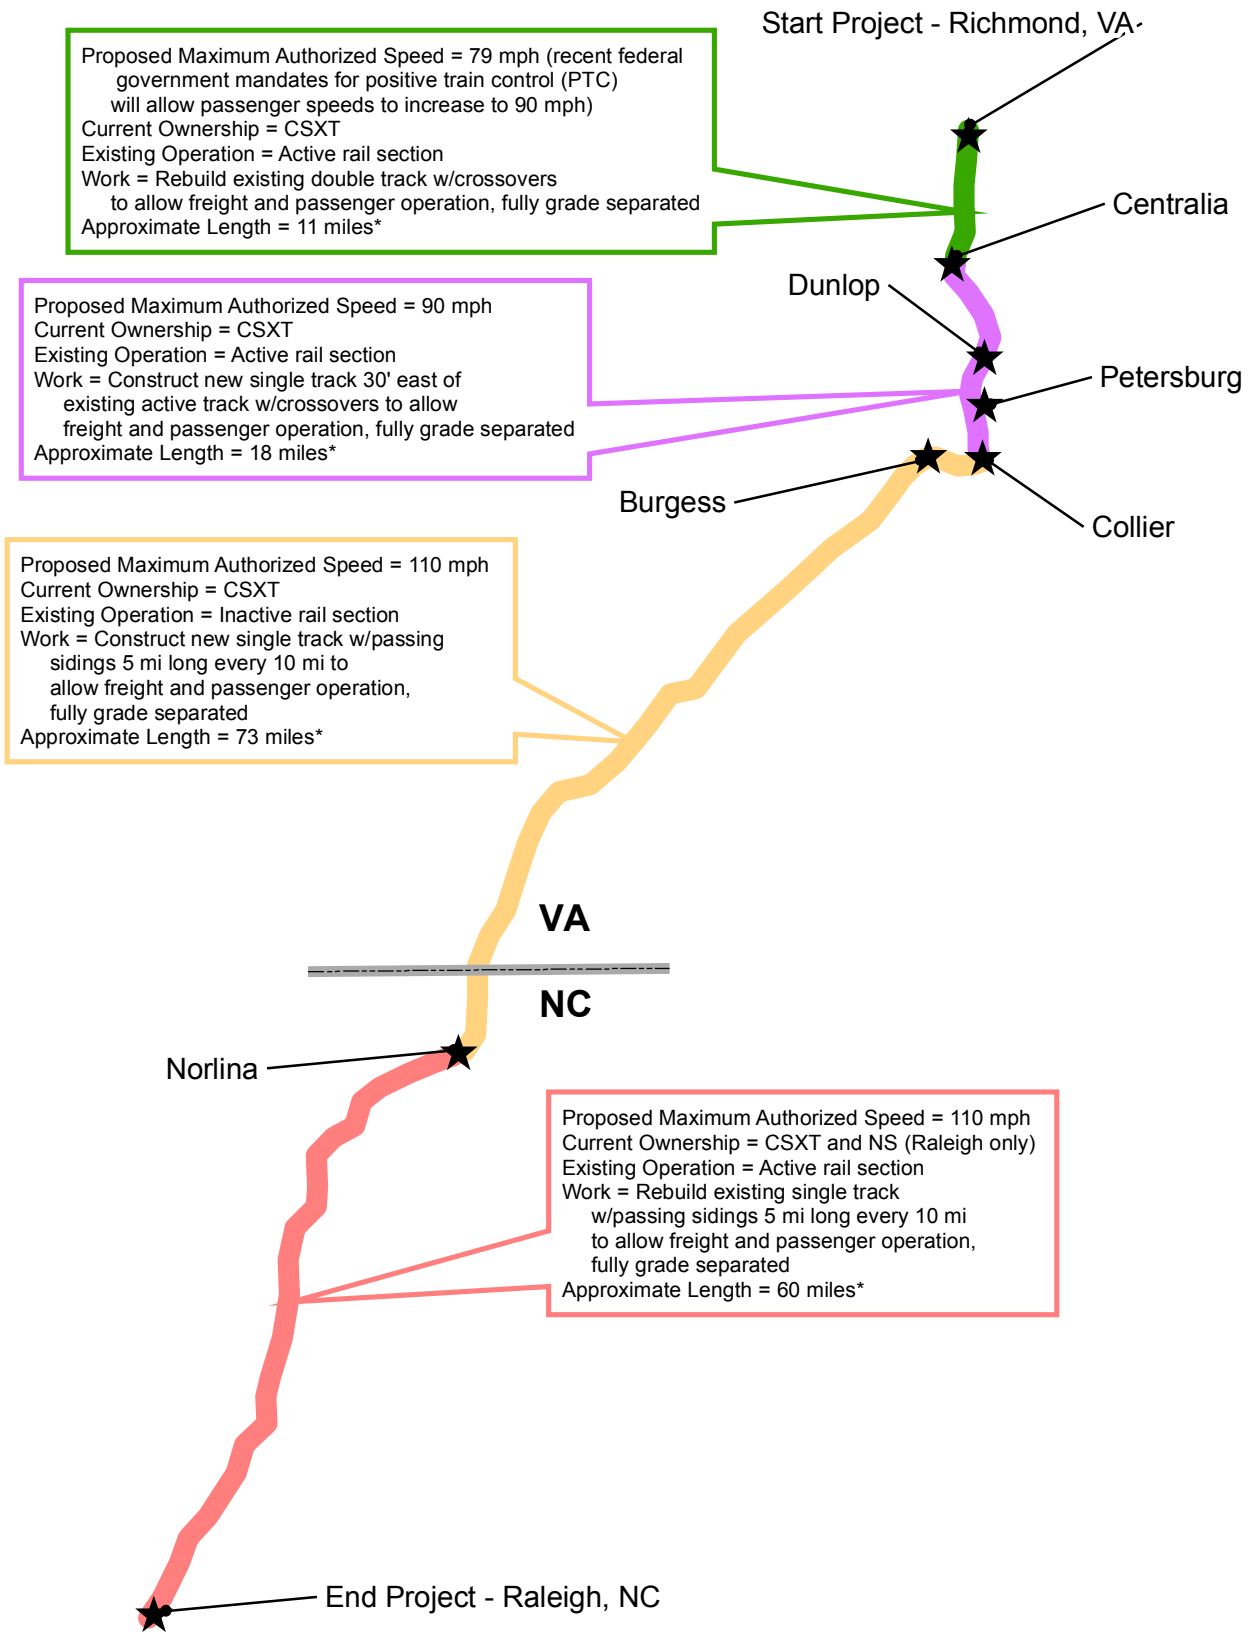 Start Project - Richmond, VA
Proposed Maximum Authorized Speed = 79 mph (recent federal
government mandates for positive train control (PTC)
will allow passenger speeds to increase to 90 mph)
Current Ownership = CSXT
Existing Operation = Active rail section
Work = Rebuild existing double track w/crossovers
to allow freight and passenger operation, fully grade separated
Approximate Length = 11 miles*
Centralia
Dunlop
Proposed Maximum Authorized Speed = 90 mph
Current Ownership = CSXT
Existing Operation = Active rail section
Work = Construct new single track 30' east of
existing active track w/crossovers to allow
freight and passenger operation, fully grade separated
Approximate Length = 18 miles*
Petersburg
Burgess
Collier
Proposed Maximum Authorized Speed = 110 mph
Current Ownership = CSXT
Existing Operation = Inactive rail section
Work = Construct new single track w/passing
sidings 5 mi long every 10 mi to
allow freight and passenger operation,
fully grade separated
Approximate Length = 73 miles*
VA
NC
Norlina
Proposed Maximum Authorized Speed = 110 mph
Current Ownership = CSXT and NS (Raleigh only)
Existing Operation = Active rail section
Work = Rebuild existing single track
w/passing sidings 5 mi long every 10 mi
to allow freight and passenger operation,
fully grade separated
Approximate Length = 60 miles*
End Project - Raleigh, NC